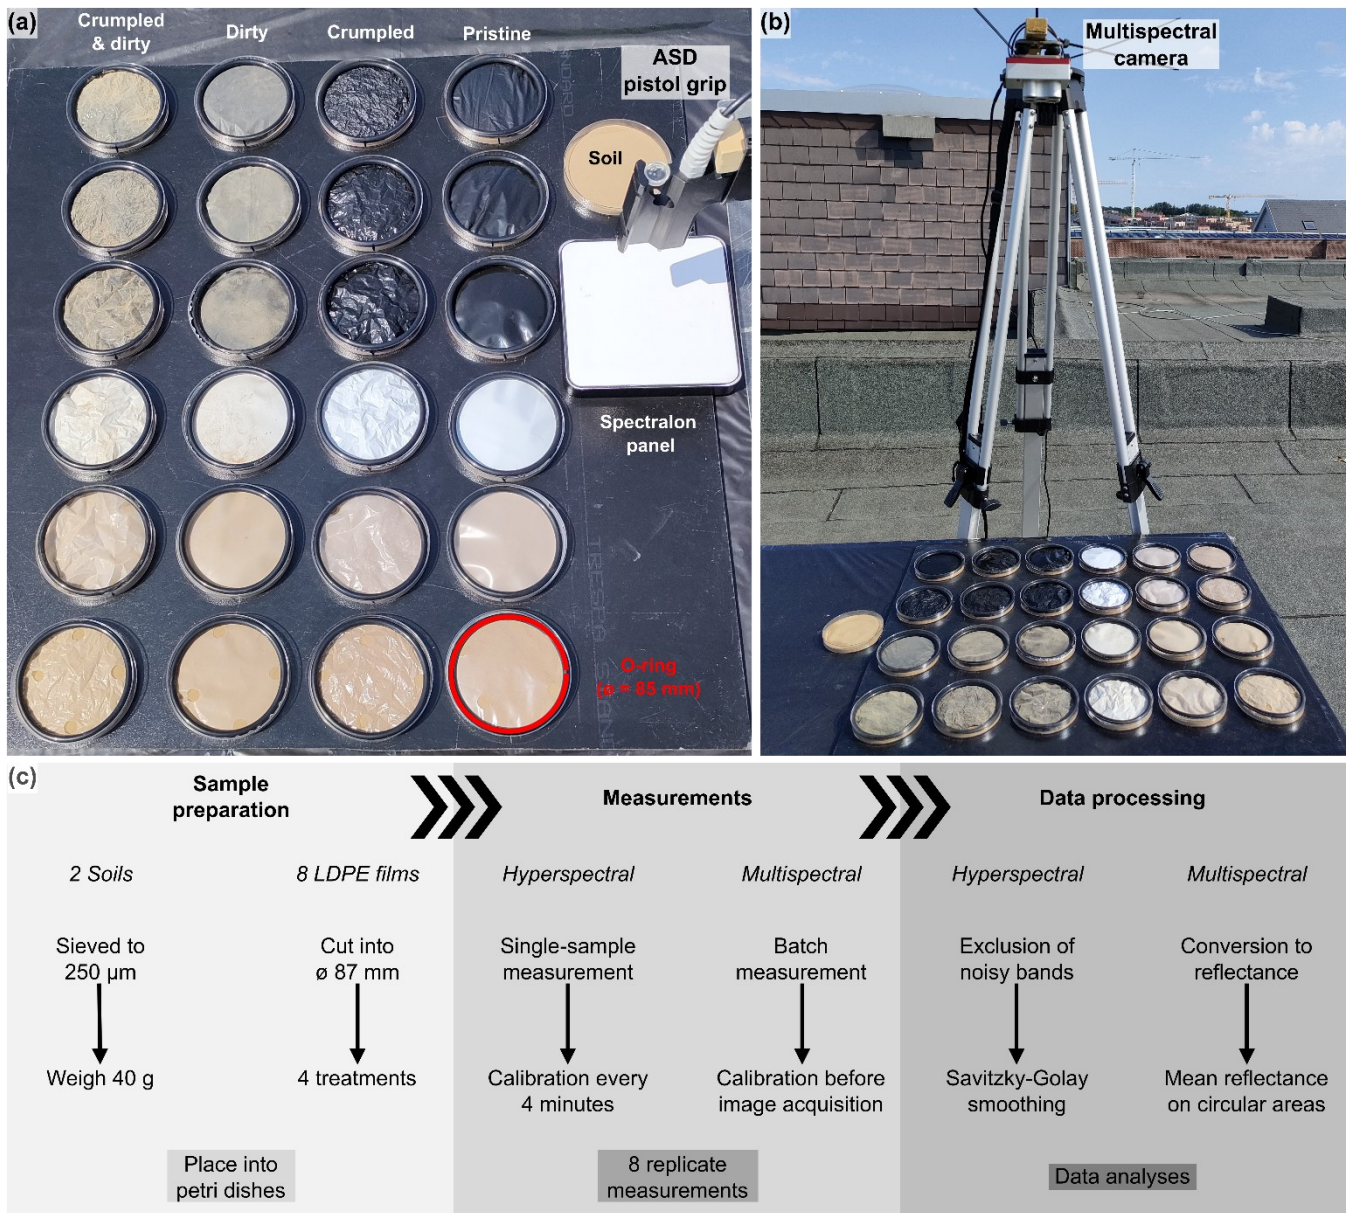 (a)
Crumpled
& dirty
Dirty
Crumpled
Pristine
ASD
pistol grip
Soil
Spectralon
panel
O-ring
(ø = 85 mm)
TRESPA
(b)
Multispectral
camera
(c)
Sample
preparation
Measurements
Data processing
2 Soils
8 LDPE films
Hyperspectral
Multispectral
Hyperspectral
Multispectral
Sieved to
250 µm
Cut into
ø 87 mm
Single-sample
measurement
Batch
measurement
Exclusion of
noisy bands
Conversion to
reflectance
Weigh 40 g
4 treatments
Calibration every
4 minutes
Calibration before
image acquisition
Savitzky-Golay
smoothing
Mean reflectance
on circular areas
Place into
petri dishes
8 replicate
measurements
Data analyses